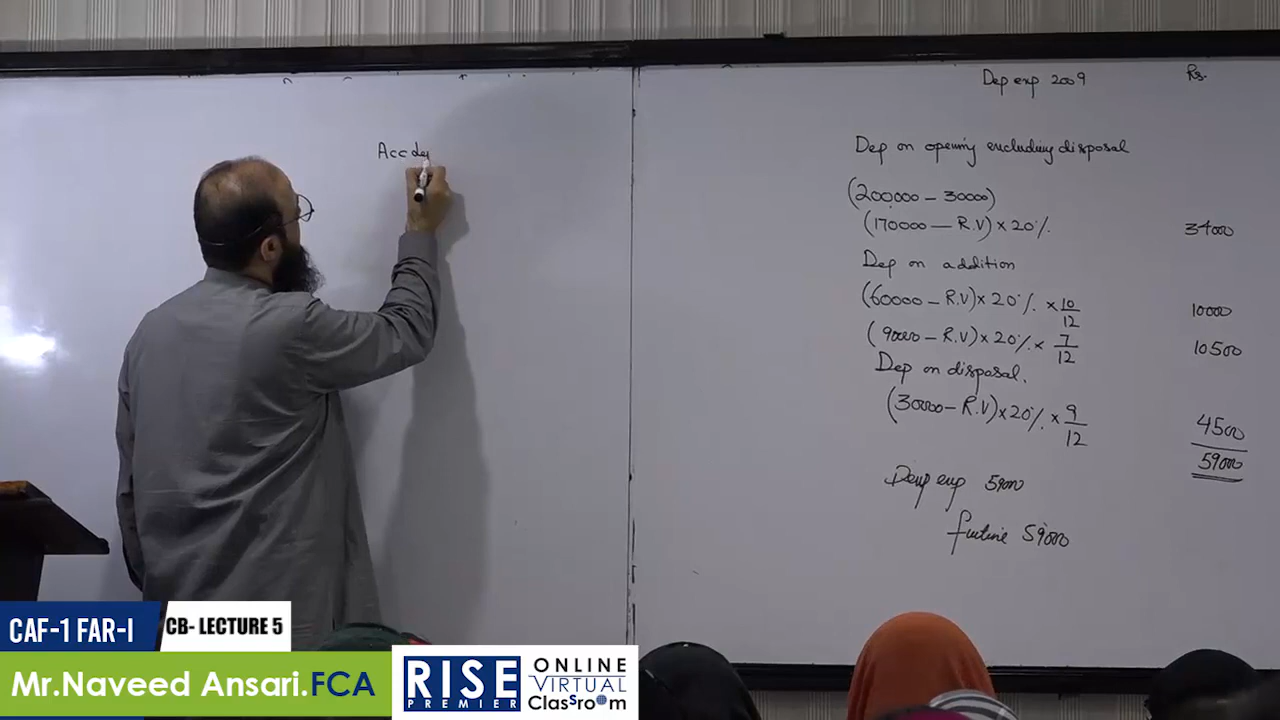 Acc dep
Dep exp 2009 Rs.
Dep on opening excluding disposal
(200,000 – 30000)
(170000 – R.V) × 20% 34000
Dep on addition
(60000 – R.V) × 20% × 10/12 10000
(90000 – R.V) × 20% × 7/12 10500
Dep on disposal.
(30000 – R.V) × 20% × 9/12 4500
59000
Dep exp 59000
59000
CAF-1 FAR-I
CB- LECTURE 5
Mr.Naveed Ansari.FCA
RISE
PREMIER
ONLINE
VIRTUAL
Classroom